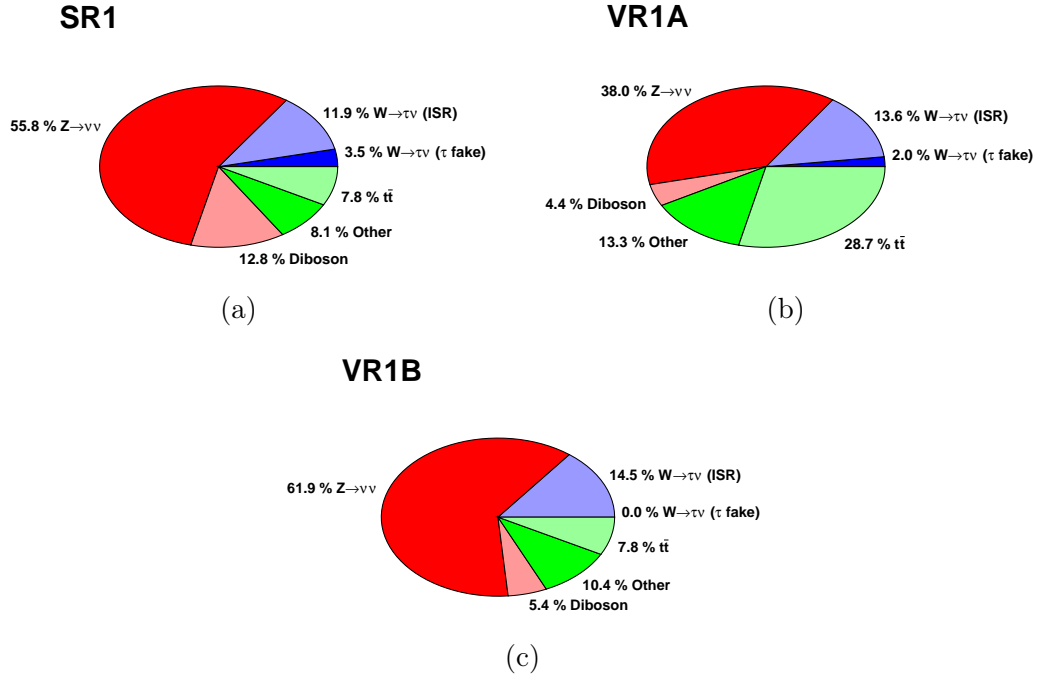 SR1
55.8 % Z→νν
11.9 % W→τν (ISR)
3.5 % W→τν (τ fake)
7.8 % tt̄
8.1 % Other
12.8 % Diboson
(a)
VR1A
38.0 % Z→νν
13.6 % W→τν (ISR)
2.0 % W→τν (τ fake)
4.4 % Diboson
13.3 % Other
28.7 % tt̄
(b)
VR1B
61.9 % Z→νν
14.5 % W→τν (ISR)
0.0 % W→τν (τ fake)
7.8 % tt̄
10.4 % Other
5.4 % Diboson
(c)